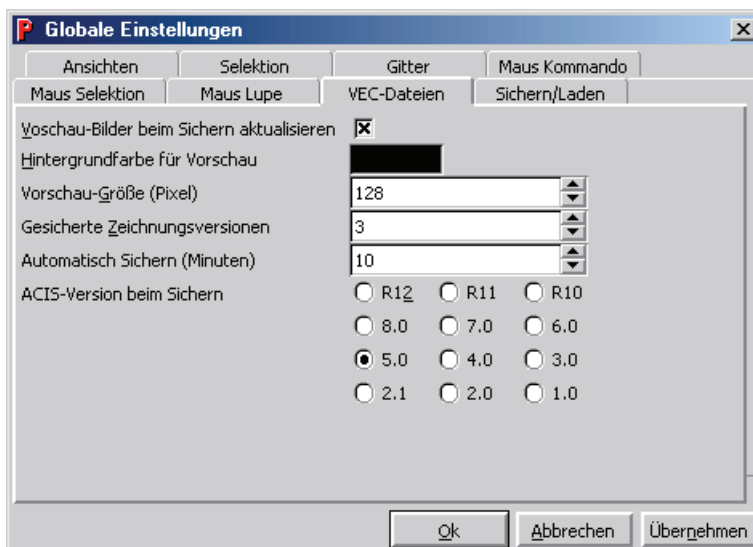 Globale Einstellungen
Ansichten Selektion Gitter Maus Kommando
Maus Selektion Maus Lupe VEC-Dateien Sichern/Laden
Voschau-Bilder beim Sichern aktualisieren
Hintergrundfarbe für Vorschau
Vorschau-Größe (Pixel) 128
Gesicherte Zeichnungsversionen 3
Automatisch Sichern (Minuten) 10
ACIS-Version beim Sichern R12 R11 R10
8.0 7.0 6.0
5.0 4.0 3.0
2.1 2.0 1.0
Ok Abbrechen Übernehmen